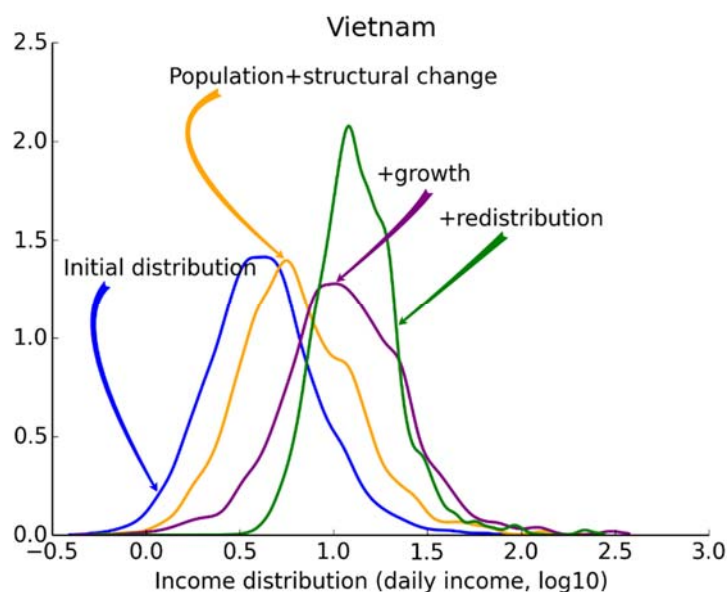 Vietnam
2.5
Population+structural change
2.0
+growth
+redistribution
1.5
Initial distribution
1.0
0.5
0.0
−0.5 0.0 0.5 1.0 1.5 2.0 2.5 3.0
Income distribution (daily income, log10)